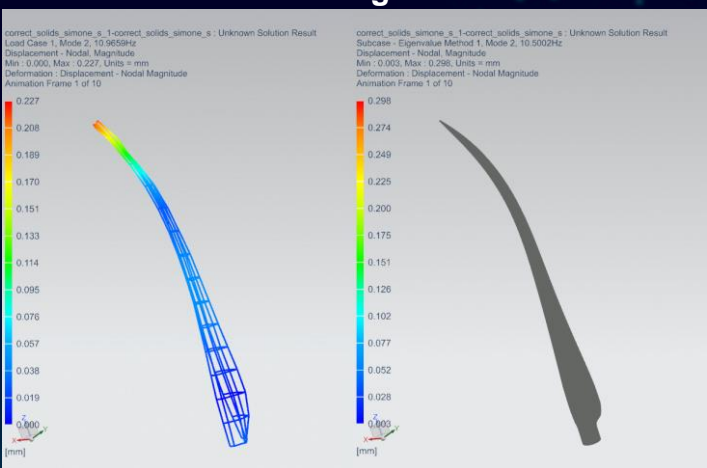 correct_solids_simone_s_1-correct_solids_simone_s : Unknown Solution Result
Load Case 1, Mode 2, 10.9659Hz
Displacement - Nodal, Magnitude
Min : 0.000, Max : 0.227, Units = mm
Deformation : Displacement - Nodal Magnitude
Animation Frame 1 of 10
0.227
0.208
0.189
0.170
0.151
0.133
0.114
0.095
0.076
0.057
0.038
0.019
0.000
Z
X
Y
[mm]
correct_solids_simone_s_1-correct_solids_simone_s : Unknown Solution Result
Subcase - Eigenvalue Method 1, Mode 2, 10.5002Hz
Displacement - Nodal, Magnitude
Min : 0.003, Max : 0.298, Units = mm
Deformation : Displacement - Nodal Magnitude
Animation Frame 1 of 10
0.298
0.274
0.249
0.225
0.200
0.175
0.151
0.126
0.102
0.077
0.052
0.028
0.003
Z
X
Y
[mm]